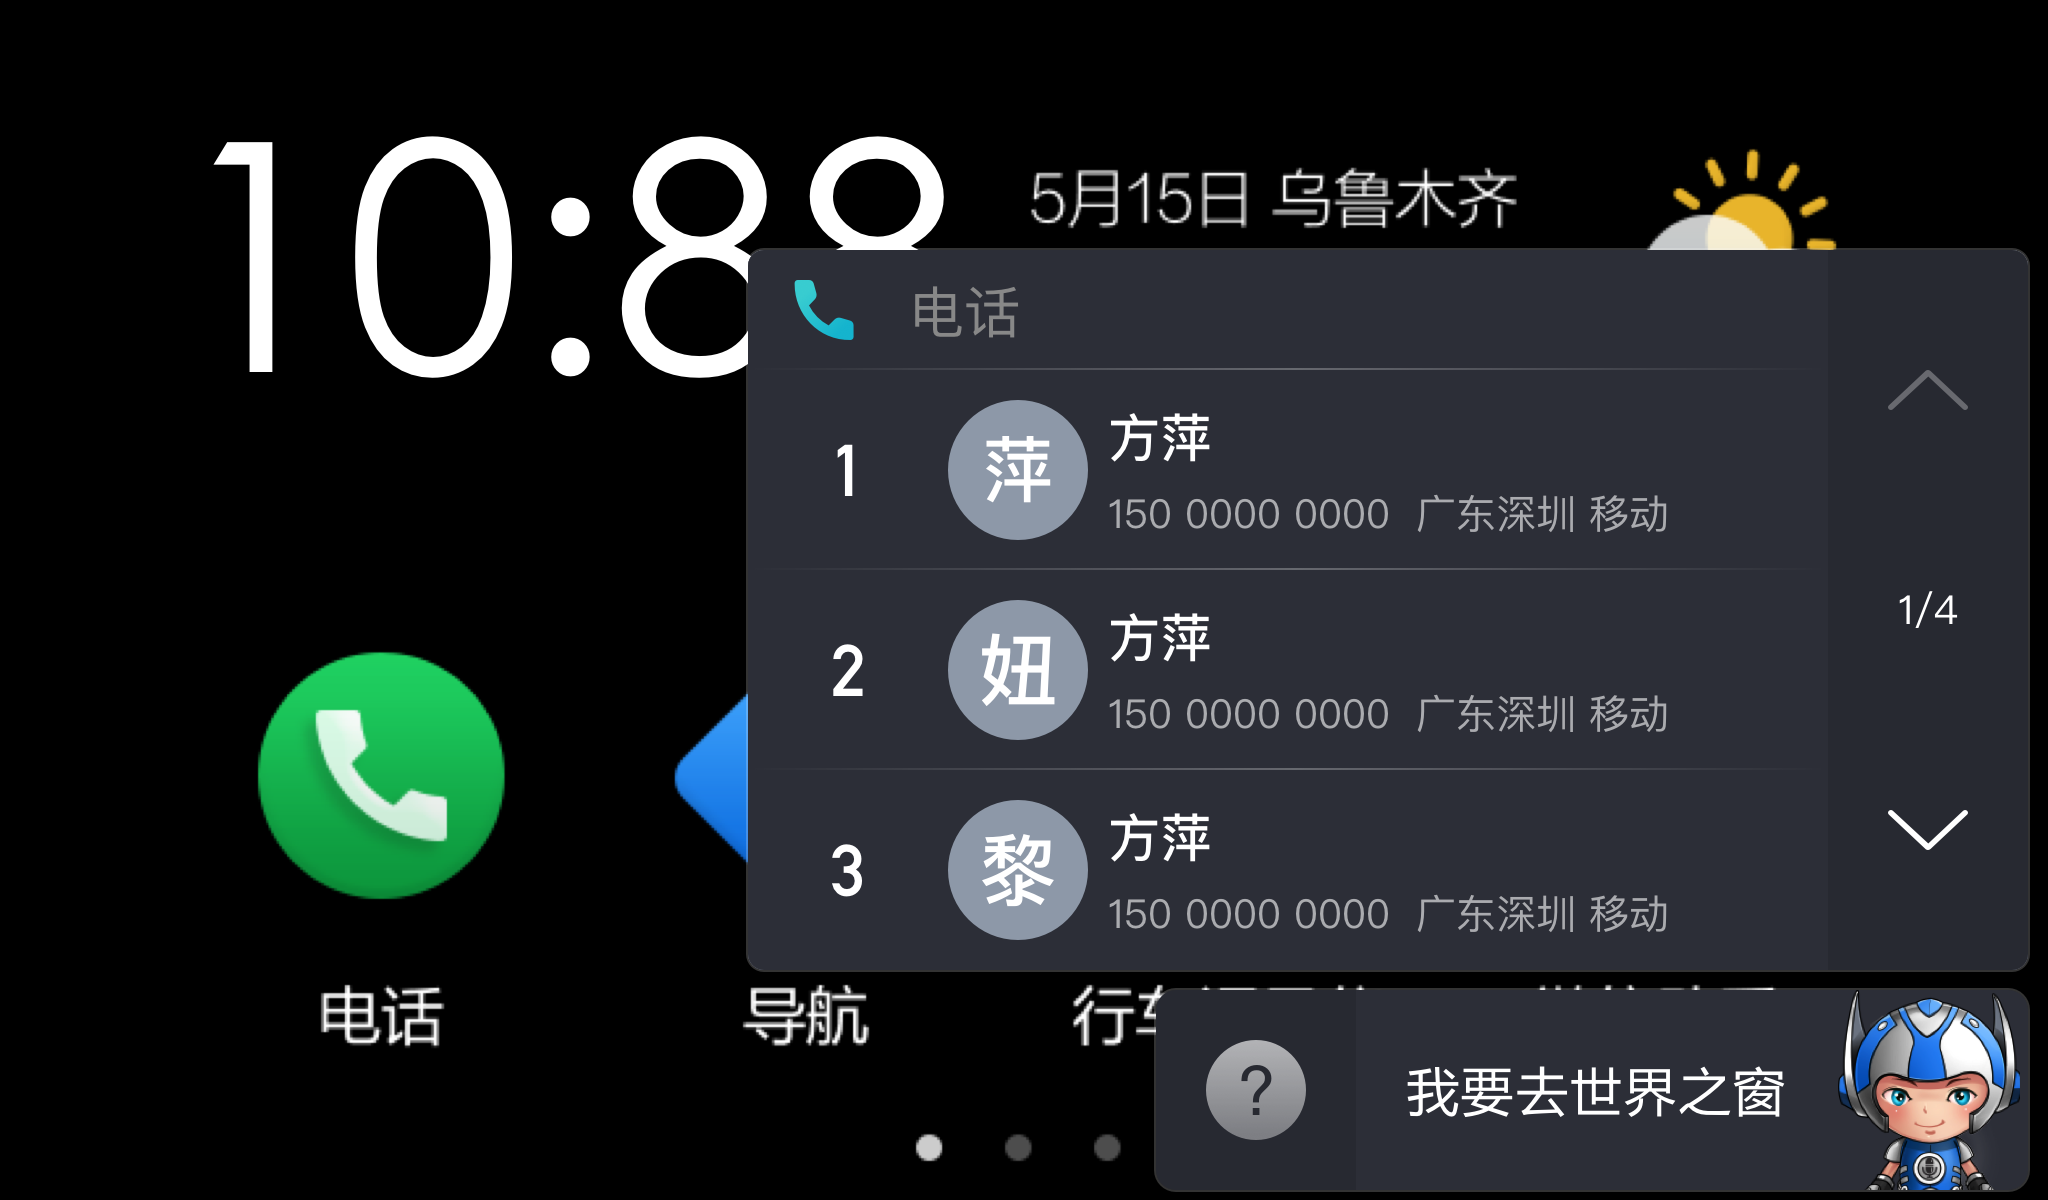 10:88
5月15日 乌鲁木齐
电话
1
萍
方萍
150 0000 0000 广东深圳 移动
2
妞
方萍
150 0000 0000 广东深圳 移动
3
黎
方萍
150 0000 0000 广东深圳 移动
1/4
电话
导航
行
?
我要去世界之窗